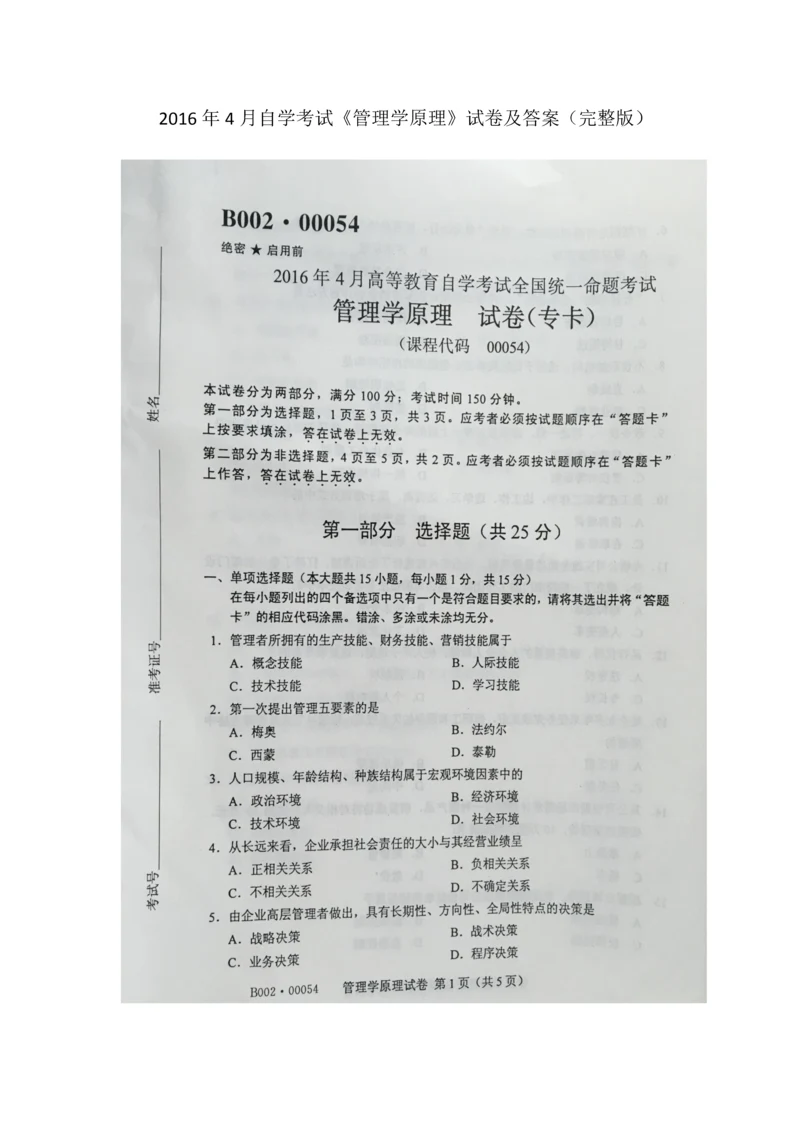 2016 年 4 月自学考试《管理学原理》试卷及答案（完整版）
B002·00054
绝密 ★ 启用前
2016 年 4 月高等教育自学考试全国统一命题考试
管理学原理 试卷（专卡）
（课程代码 00054）
本试卷分为两部分，满分 100 分；考试时间 150 分钟。
第一部分为选择题，1 页至 3 页，共 3 页。应考者必须按试题顺序在“答题卡”
上按要求填涂，答在试卷上无效。
第二部分为非选择题，4 页至 5 页，共 2 页。应考者必须按试题顺序在“答题卡”
上作答，答在试卷上无效。
第一部分 选择题（共 25 分）
一、单项选择题（本大题共 15 小题，每小题 1 分，共 15 分）
在每小题列出的四个备选项中只有一个是符合题目要求的，请将其选出并将“答题
卡”的相应代码涂黑。错涂、多涂或未涂均无分。
1．管理者所拥有的生产技能、财务技能、营销技能属于
A．概念技能 B．人际技能
C．技术技能 D．学习技能
2．第一次提出管理五要素的是
A．梅奥 B．法约尔
C．西蒙 D．泰勒
3．人口规模、年龄结构、种族结构属于宏观环境因素中的
A．政治环境 B．经济环境
C．技术环境 D．社会环境
4．从长远来看，企业承担社会责任的大小与其经营业绩呈
A．正相关关系 B．负相关关系
C．不相关关系 D．不确定关系
5．由企业高层管理者做出，具有长期性、方向性、全局性特点的决策是
A．战略决策 B．战术决策
C．业务决策 D．程序决策
B002·00054 管理学原理试卷 第 1 页（共 5 页）
姓名
准考证号
考试号